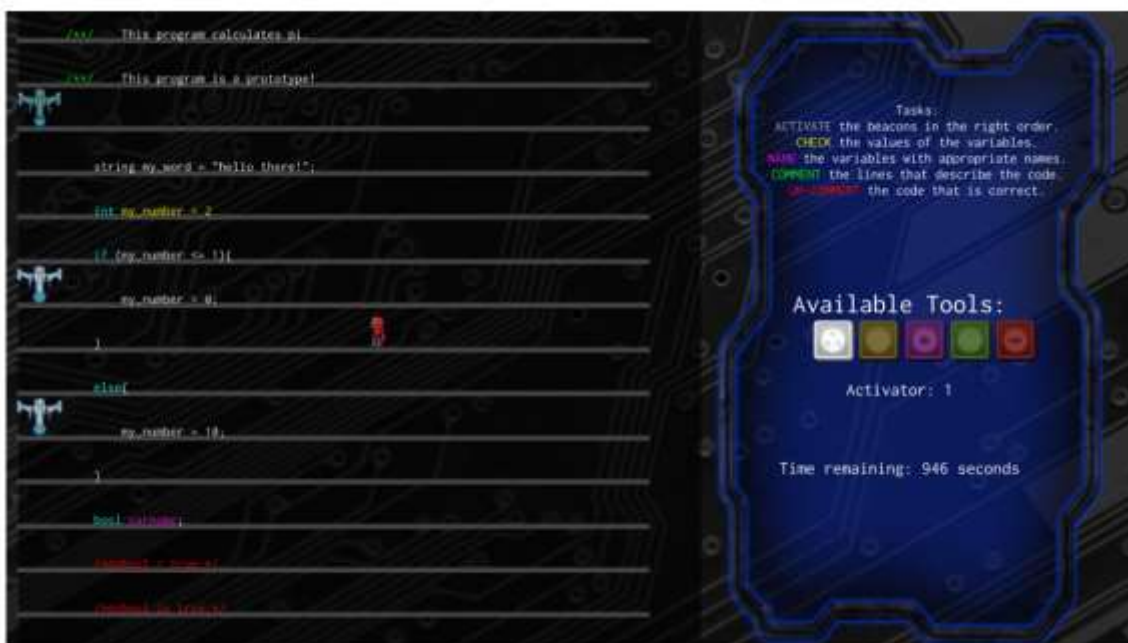 /**/ This program calculates pi.
/**/ This program is a prototype!
string my_word = "hello there!";
int my_number = 2
if (my_number <= 1){
my_number = 0;
}
else{
my_number = 10;
}
bool
Tasks:
ACTIVATE the beacons in the right order.
CHECK the values of the variables.
NAME the variables with appropriate names.
COMMENT the lines that describe the code.
UN-COMMENT the code that is correct.
Available Tools:
Activator: 1
Time remaining: 946 seconds